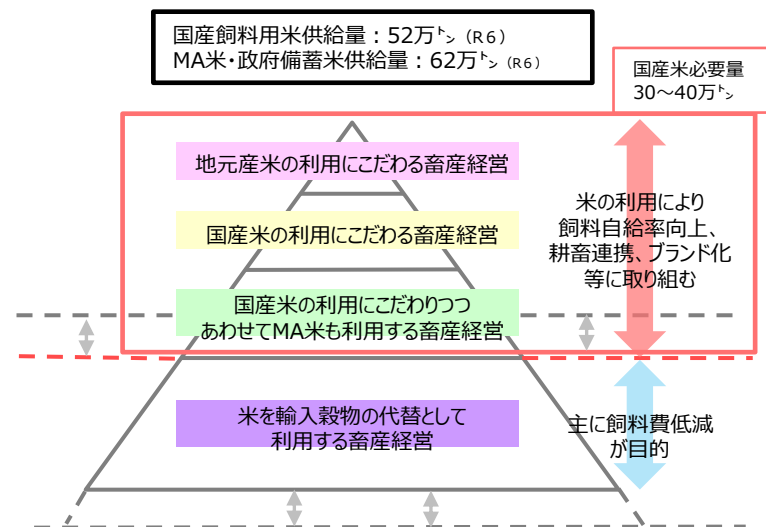 国産飼料用米供給量：52万㌧（R６）
MA米・政府備蓄米供給量：62万㌧（R６）
国産米必要量
30～40万㌧
地元産米の利用にこだわる畜産経営
国産米の利用にこだわる畜産経営
国産米の利用にこだわりつつ
あわせてMA米も利用する畜産経営
米の利用により
飼料自給率向上、
耕畜連携、ブランド化
等に取り組む
米を輸入穀物の代替として
利用する畜産経営
主に飼料費低減
が目的